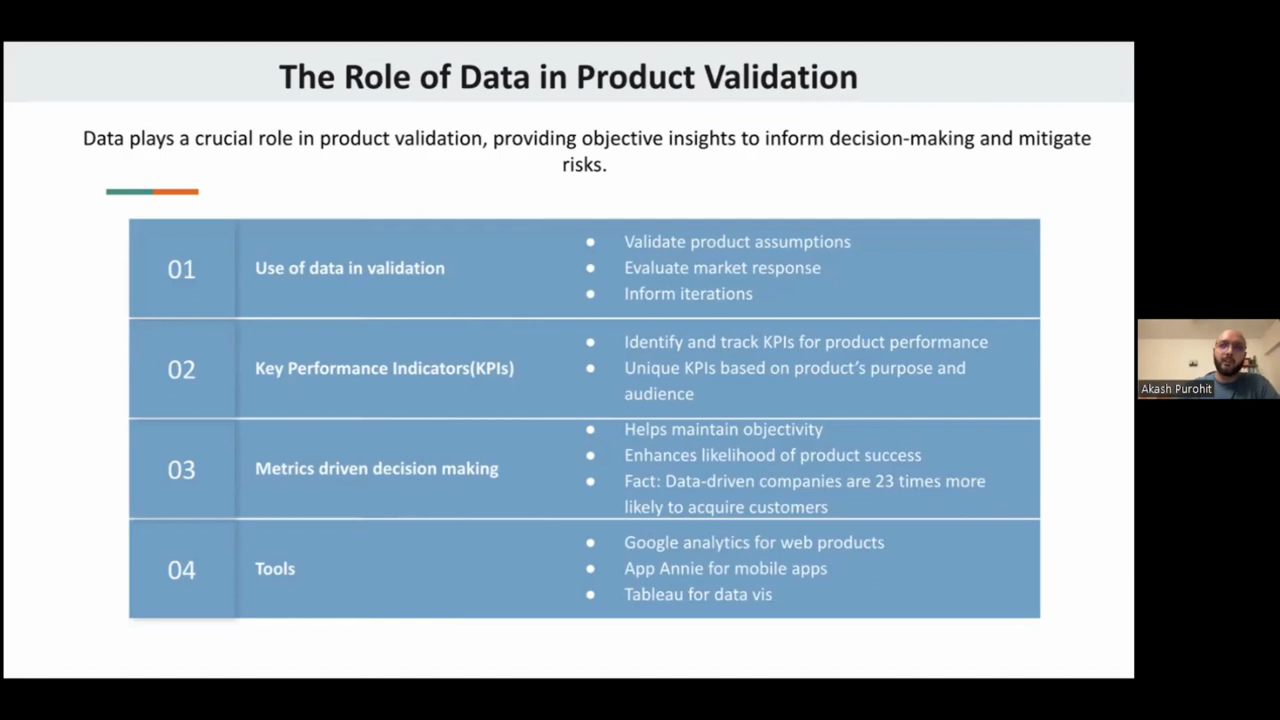 The Role of Data in Product Validation
Data plays a crucial role in product validation, providing objective insights to inform decision-making and mitigate
risks.
01
Use of data in validation
● Validate product assumptions
● Evaluate market response
● Inform iterations
02
Key Performance Indicators(KPIs)
● Identify and track KPIs for product performance
● Unique KPIs based on product's purpose and
audience
03
Metrics driven decision making
● Helps maintain objectivity
● Enhances likelihood of product success
● Fact: Data-driven companies are 23 times more
likely to acquire customers
04
Tools
● Google analytics for web products
● App Annie for mobile apps
● Tableau for data vis
Akash Purohit